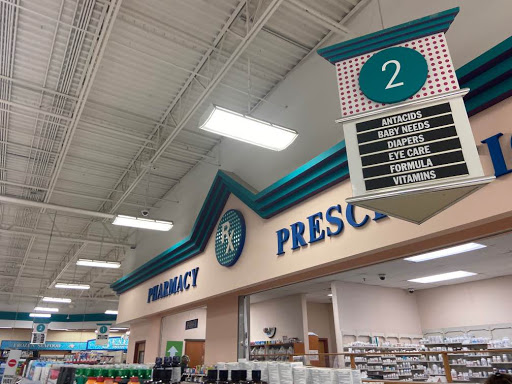 2
ANTACIDS
BABY NEEDS
DIAPERS
EYE CARE
FORMULA
VITAMINS
PHARMACY
Rx
PRESC